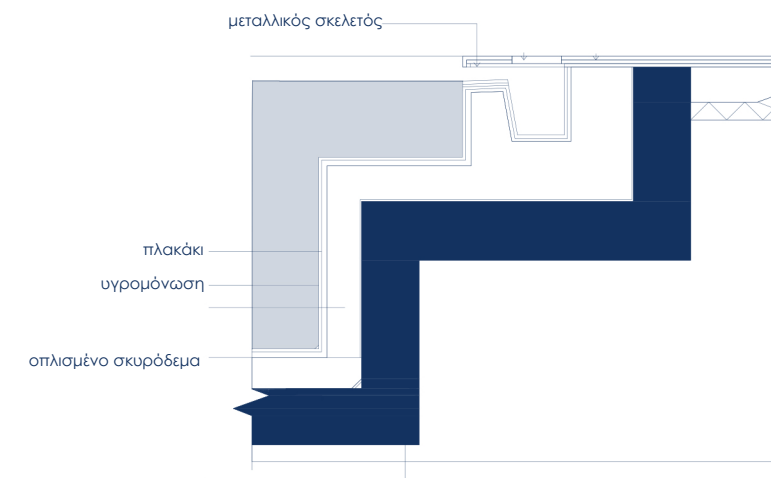 μεταλλικός σκελετός
πλακάκι
υγρομόνωση
οπλισμένο σκυρόδεμα